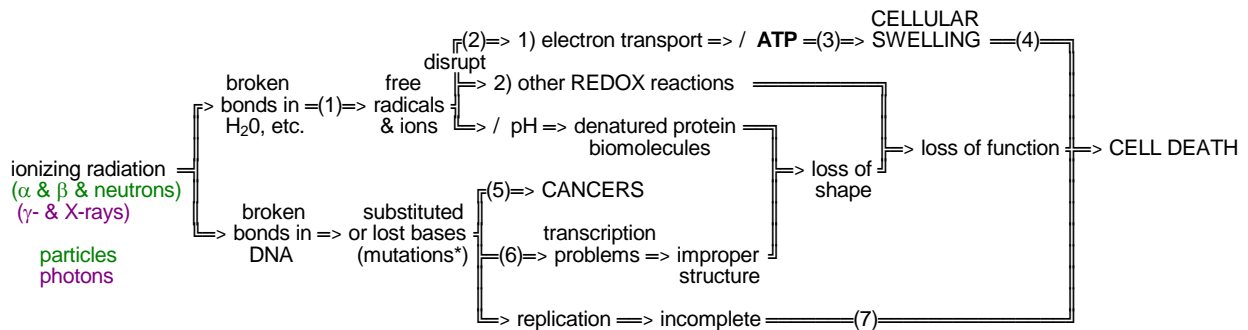 CELLULAR
(2)=> 1) electron transport => / ATP =(3)=> SWELLING =(4)
disrupt
broken free => 2) other REDOX reactions
=> bonds in =(1)=> radicals
H₂0, etc. & ions => / pH => denatured protein
biomolecules => loss of function => CELL DEATH
ionizing radiation => loss of
(α & β & neutrons) (5)=> CANCERS shape
(γ- & X-rays) broken substituted
=> bonds in => or lost bases transcription
particles DNA (mutations*) =(6)=> problems => improper
photons structure
=> replication => incomplete (7)